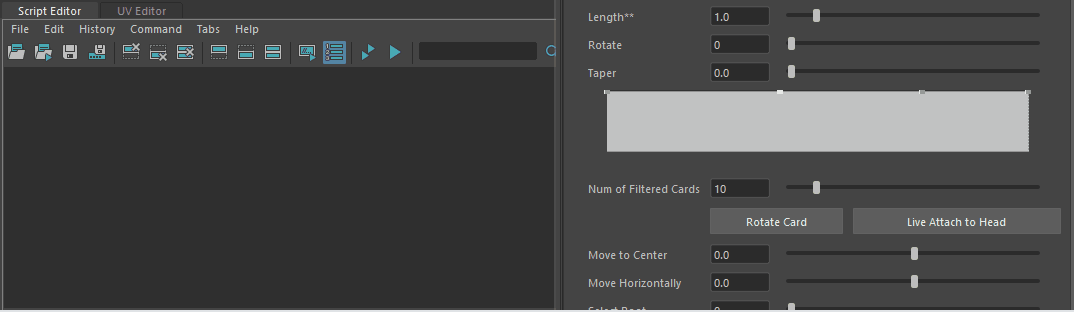 Script Editor
UV Editor
File Edit History Command Tabs Help
Length** 1.0
Rotate 0
Taper 0.0
Num of Filtered Cards 10
Rotate Card Live Attach to Head
Move to Center 0.0
Move Horizontally 0.0